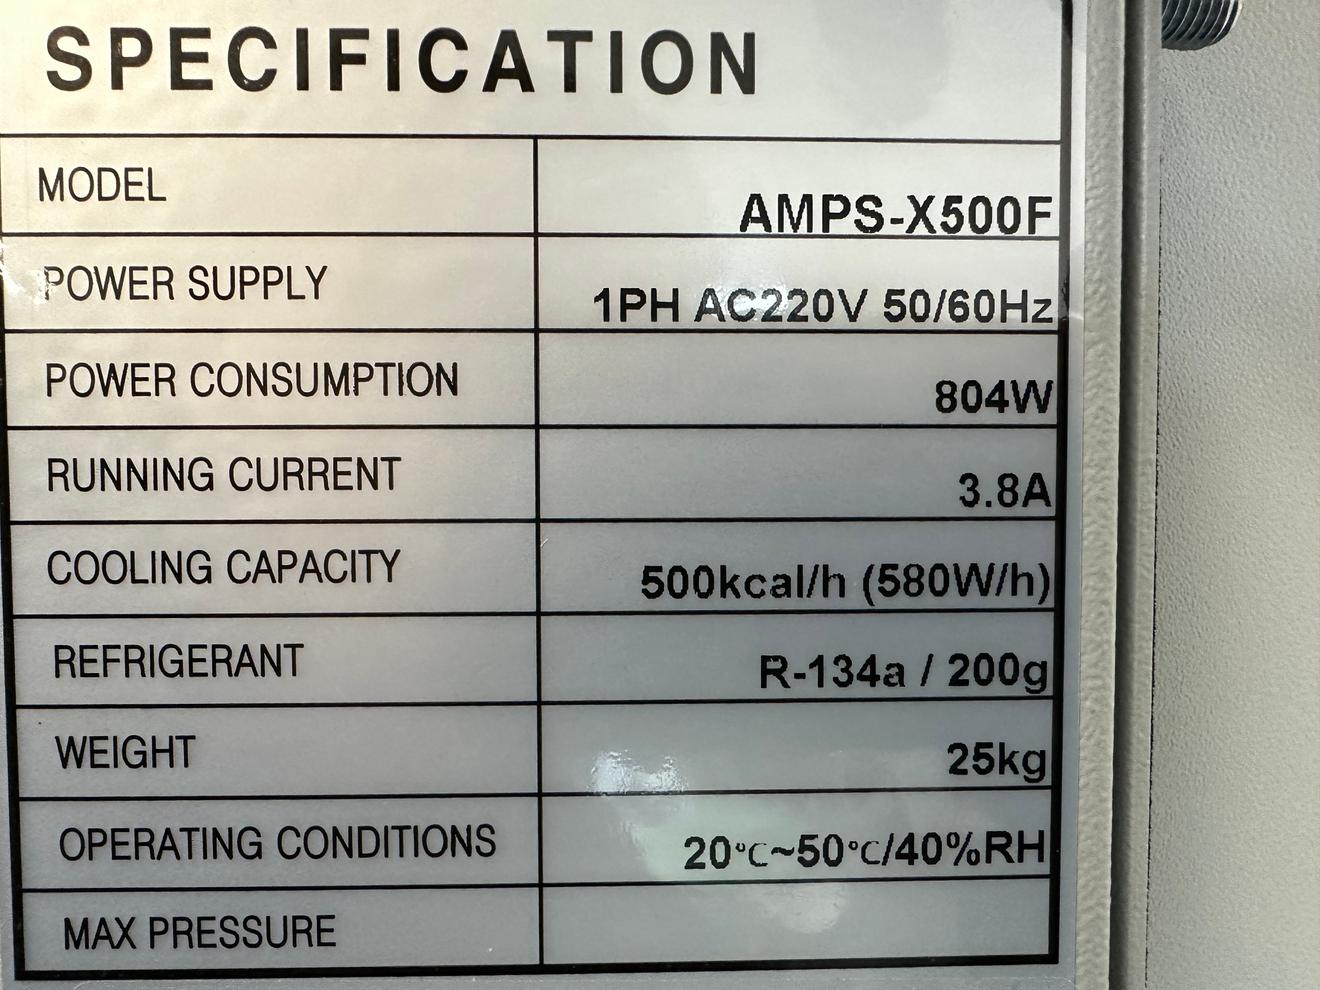 SPECIFICATION
MODEL AMPS-X500F
POWER SUPPLY 1PH AC220V 50/60Hz
POWER CONSUMPTION 804W
RUNNING CURRENT 3.8A
COOLING CAPACITY 500kcal/h (580W/h)
REFRIGERANT R-134a / 200g
WEIGHT 25kg
OPERATING CONDITIONS 20℃~50℃/40%RH
MAX PRESSURE